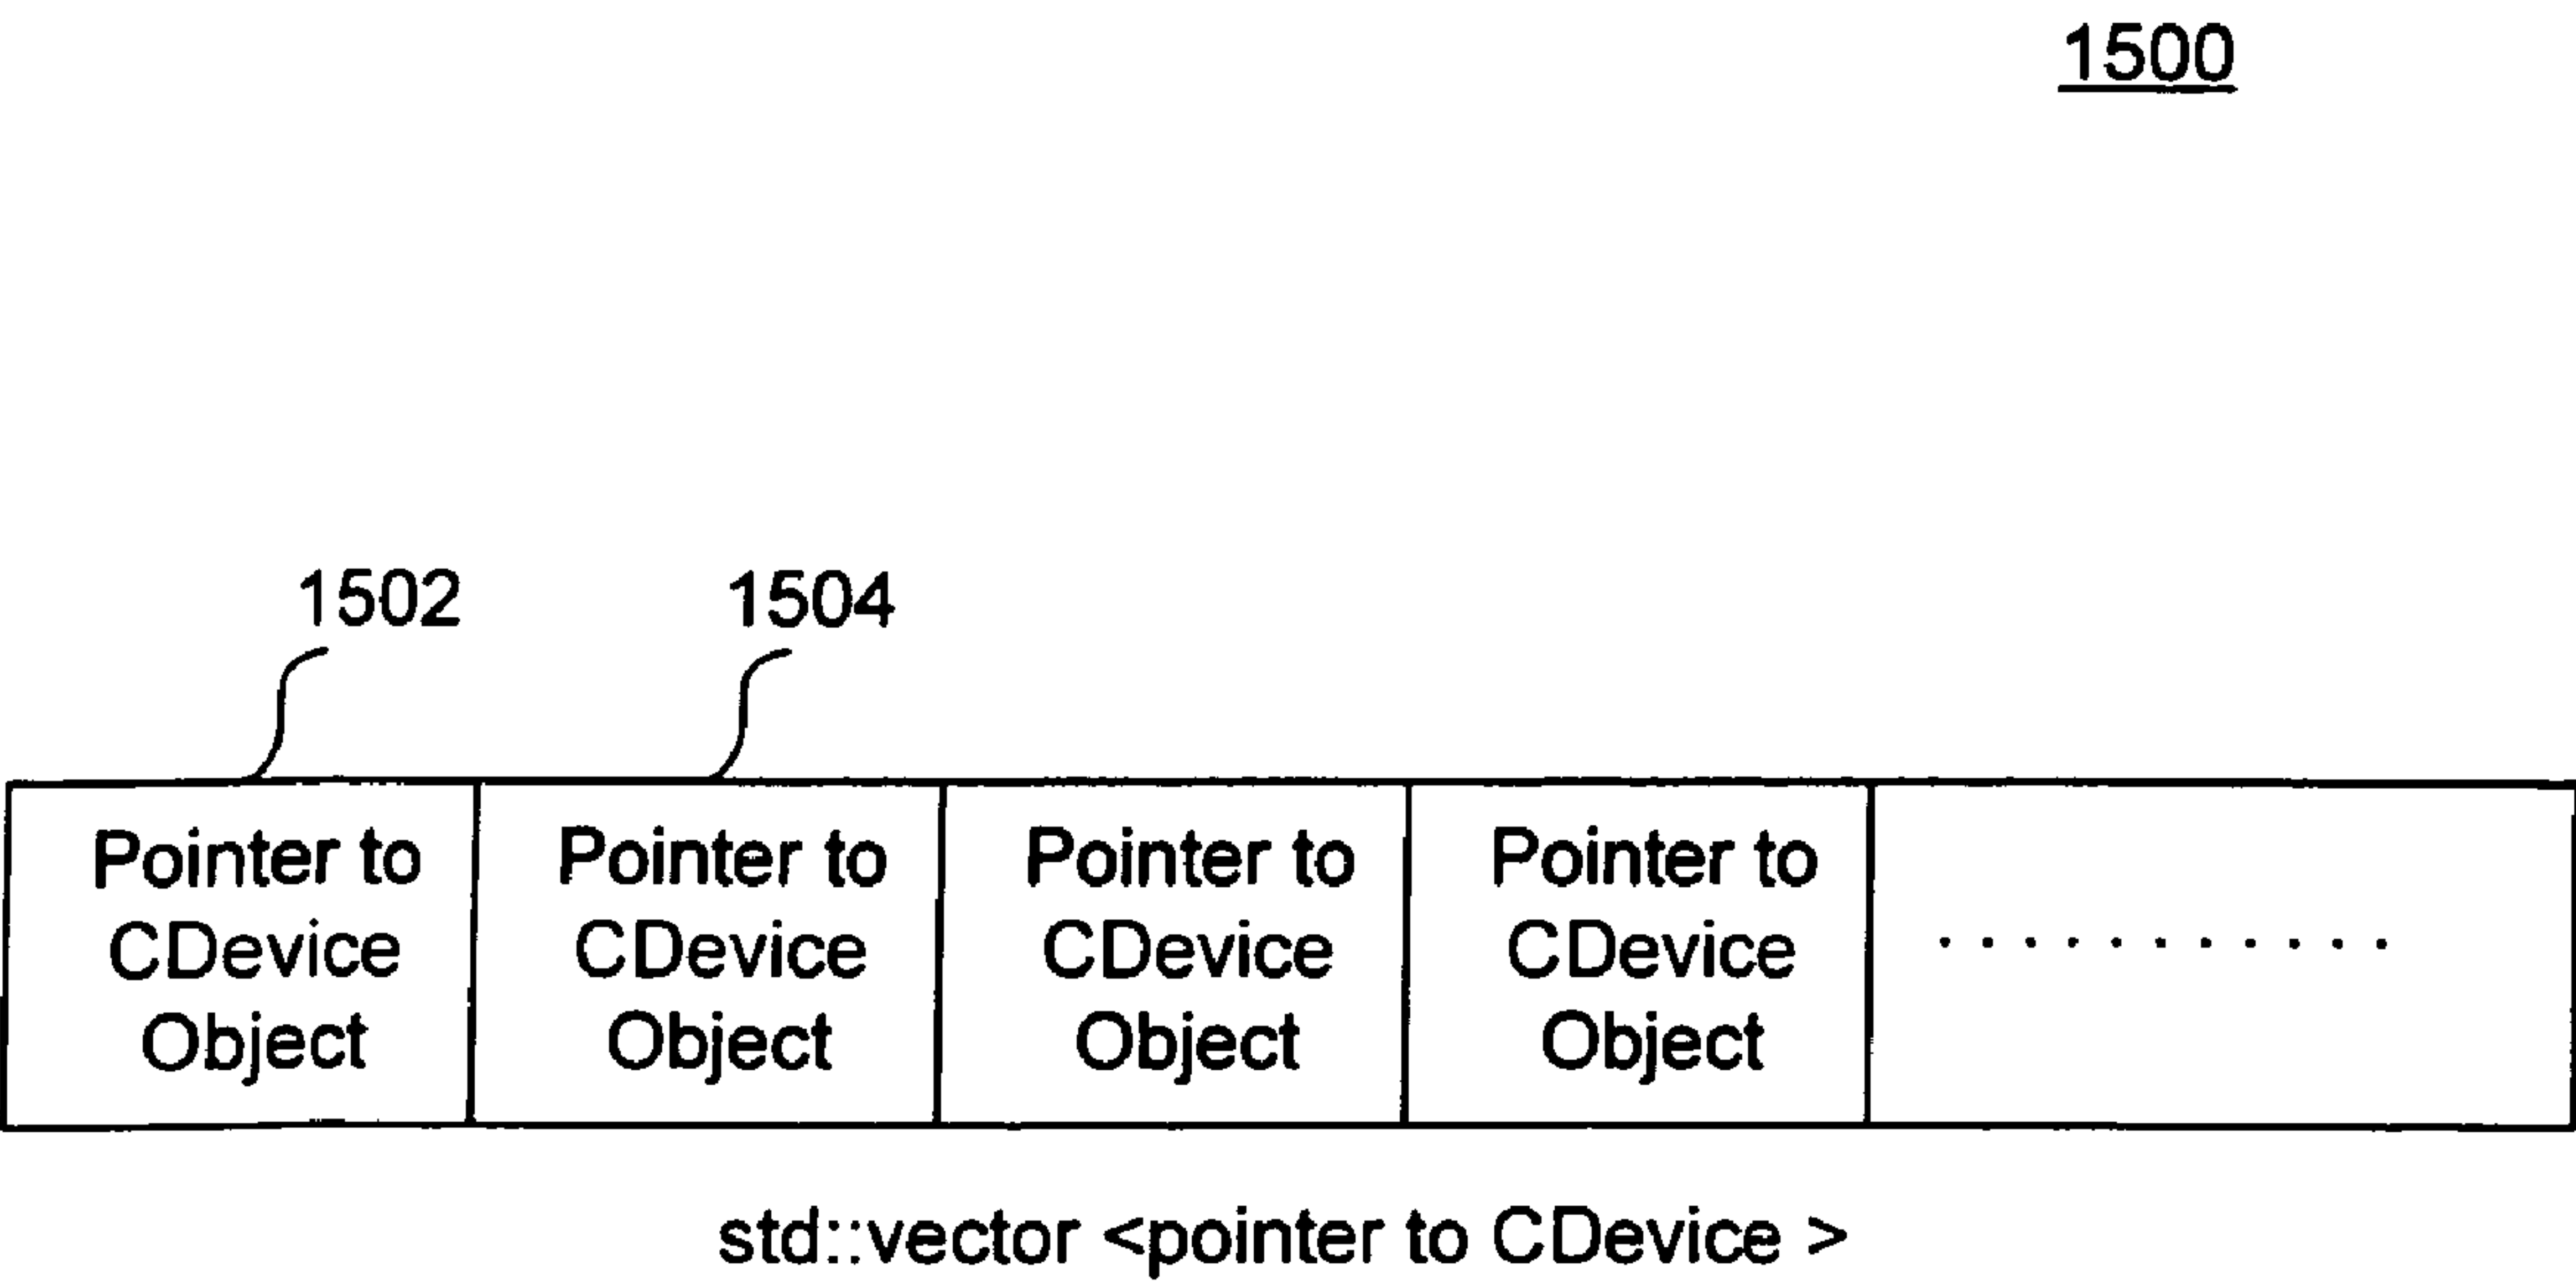 1500
1502 1504
Pointer to Pointer to Pointer to Pointer to
CDevice CDevice CDevice CDevice ...........
Object Object Object Object
std::vector <pointer to CDevice >